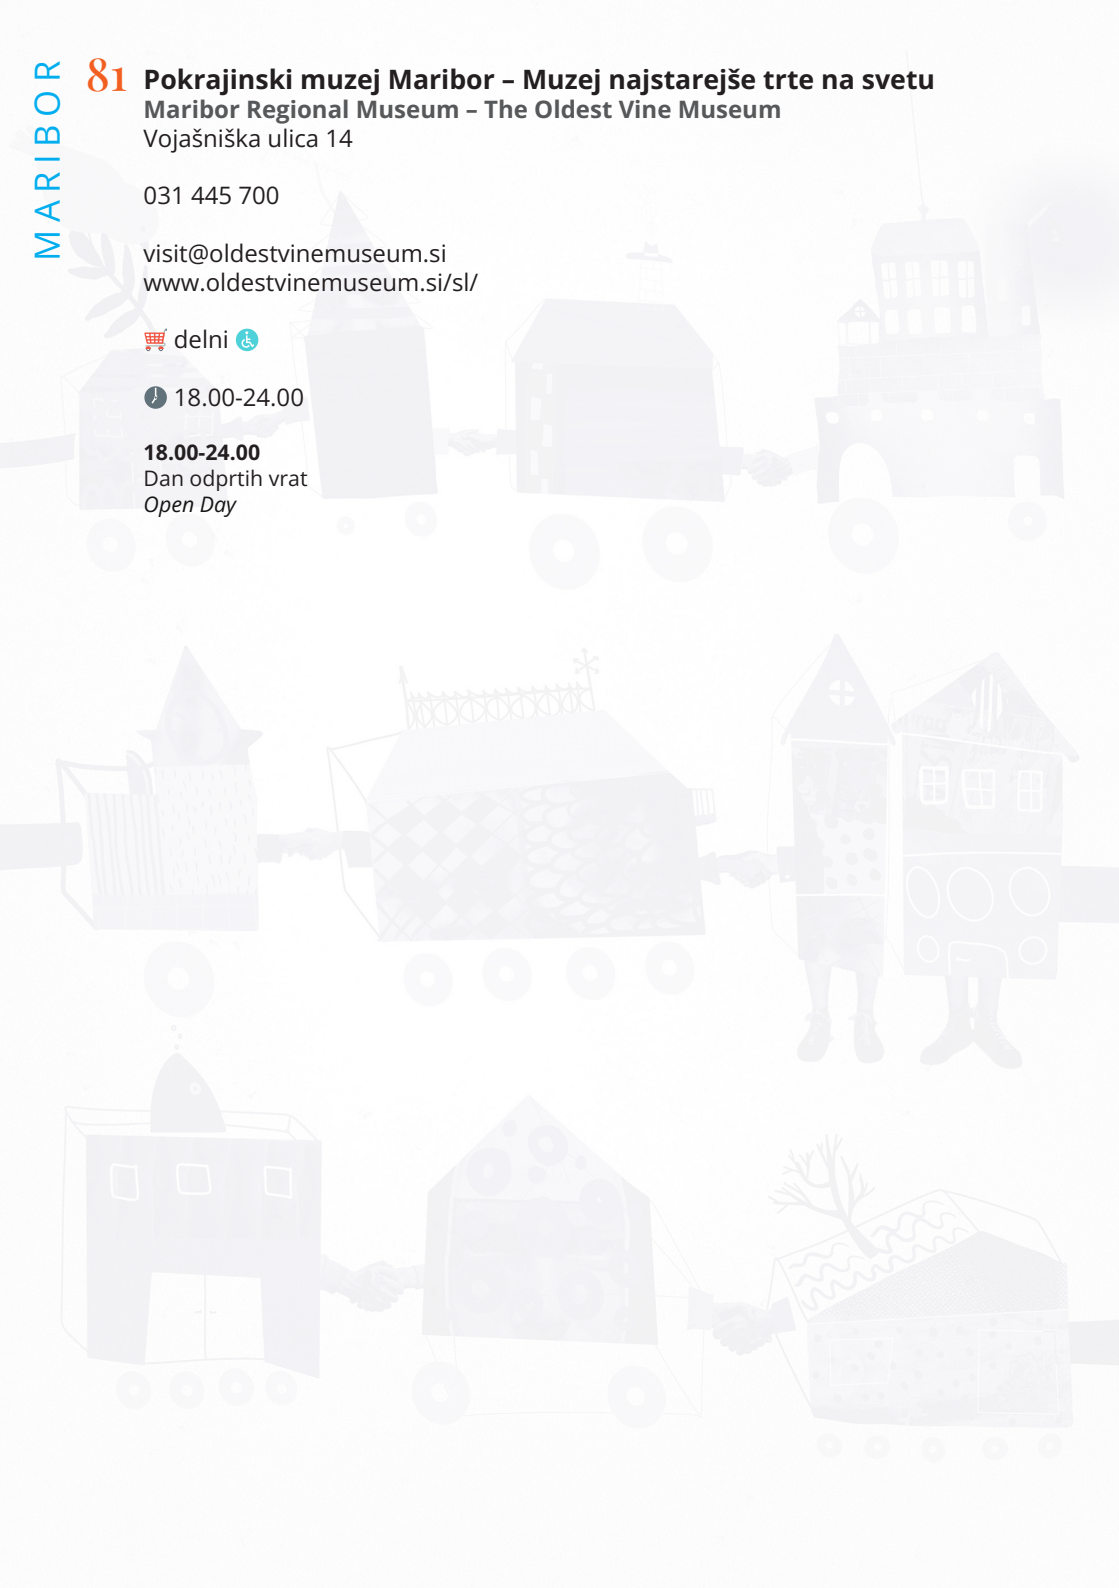 MARIBOR
81
Pokrajinski muzej Maribor – Muzej najstarejše trte na svetu
Maribor Regional Museum – The Oldest Vine Museum
Vojašniška ulica 14
031 445 700
visit@oldestvinemuseum.si
www.oldestvinemuseum.si/sl/
delni
18.00-24.00
18.00-24.00
Dan odprtih vrat
Open Day